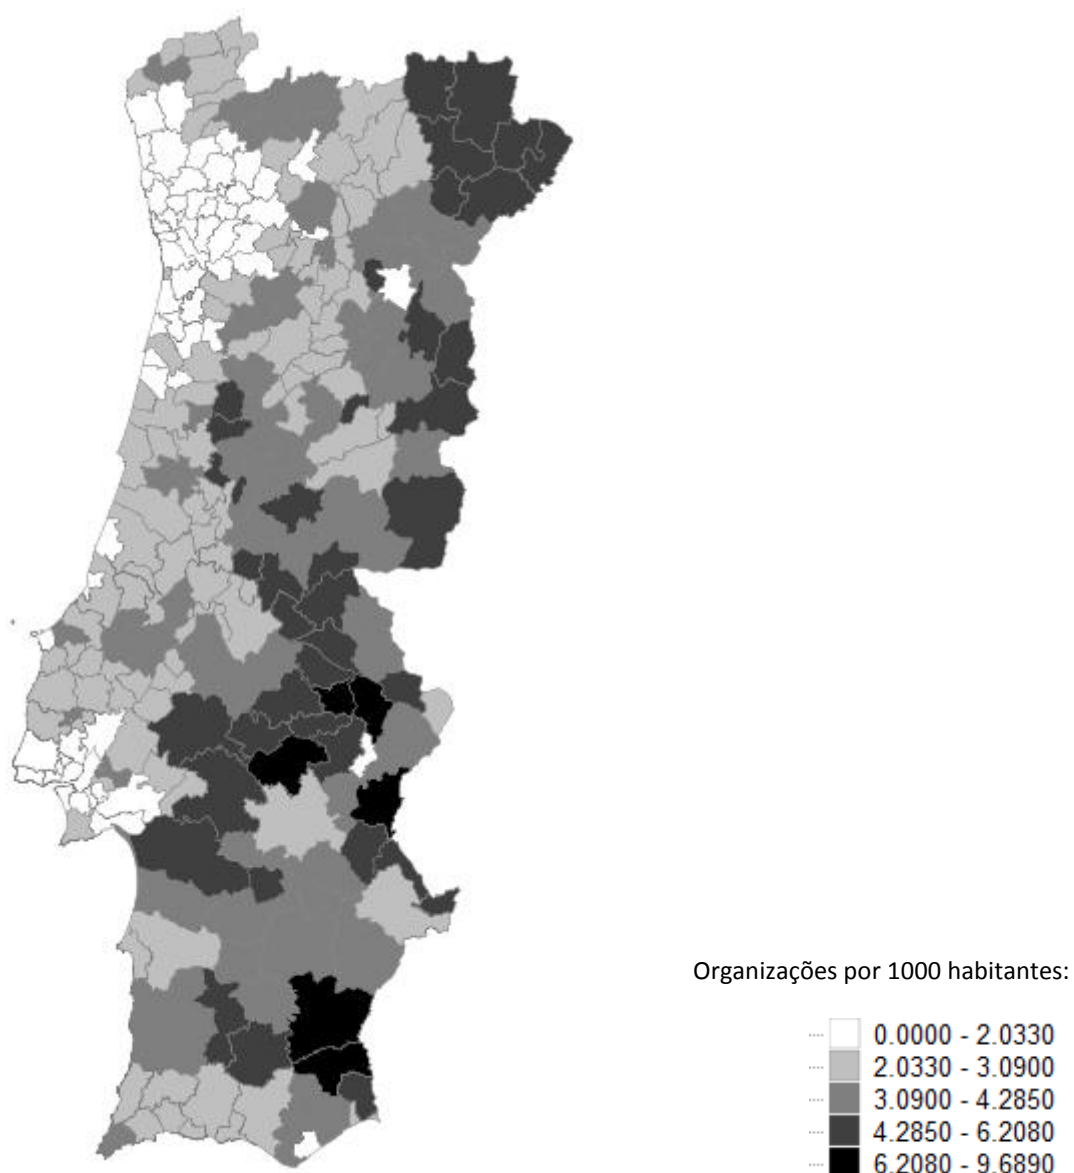 Organizações por 1000 habitantes:
0.0000 - 2.0330
2.0330 - 3.0900
3.0900 - 4.2850
4.2850 - 6.2080
6.2080 - 9.6890